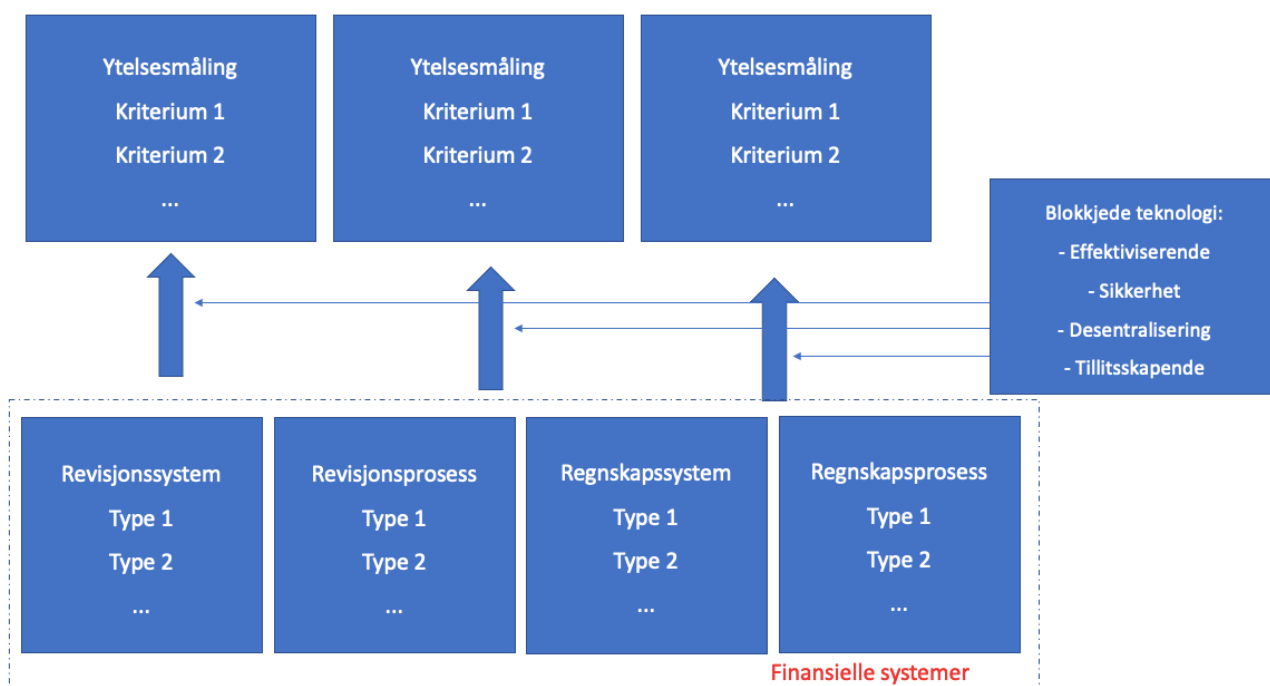 Ytelsesmåling
Kriterium 1
Kriterium 2
...
Ytelsesmåling
Kriterium 1
Kriterium 2
...
Ytelsesmåling
Kriterium 1
Kriterium 2
...
Blokkjede teknologi:
- Effektiviserende
- Sikkerhet
- Desentralisering
- Tillitsskapende
Revisjonssystem
Type 1
Type 2
...
Revisjonsprosess
Type 1
Type 2
...
Regnskapssystem
Type 1
Type 2
...
Regnskapsprosess
Type 1
Type 2
...
Finansielle systemer